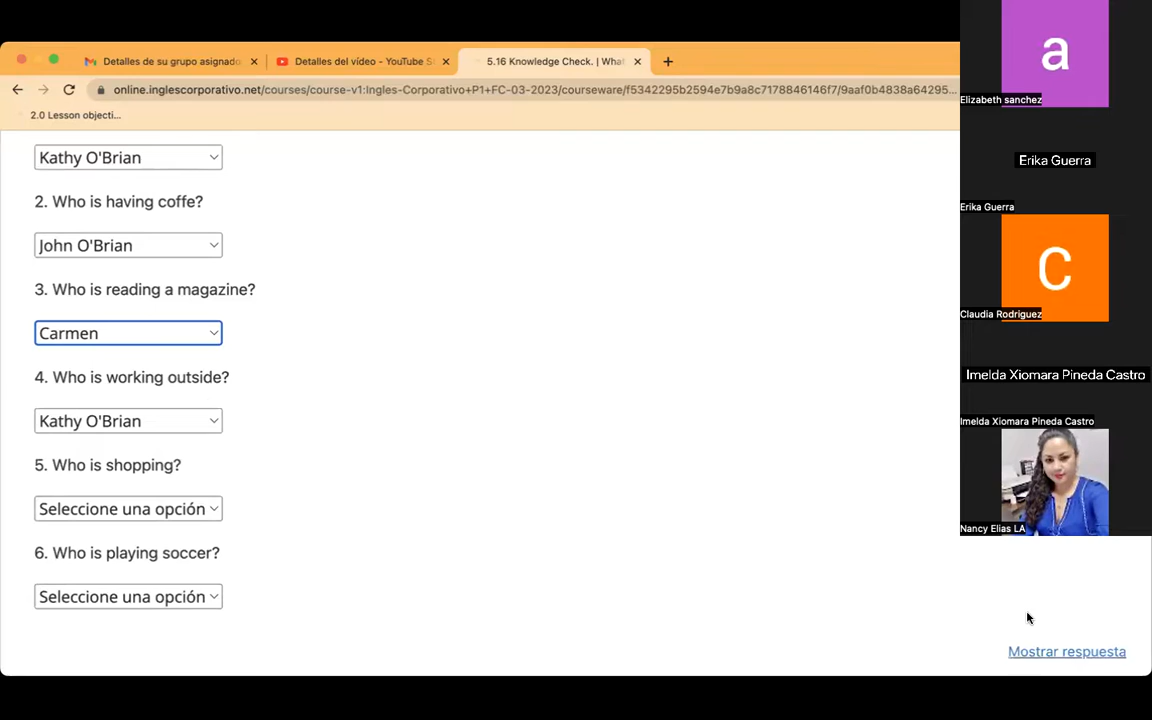 Detalles de su grupo asignado
Detalles del vídeo - YouTube S
5.16 Knowledge Check. | What
online.inglescorporativo.net/courses/course-v1:Ingles-Corporativo+P1+FC-03-2023/courseware/f5342295b2594e7b9a8c7178846146f7/9aaf0b4838a64295...
2.0 Lesson objecti...
Kathy O'Brian
2. Who is having coffe?
John O'Brian
3. Who is reading a magazine?
Carmen
4. Who is working outside?
Kathy O'Brian
5. Who is shopping?
Seleccione una opción
6. Who is playing soccer?
Seleccione una opción
Mostrar respuesta
a
Elizabeth sanchez
Erika Guerra
Erika Guerra
C
Claudia Rodriguez
Imelda Xiomara Pineda Castro
Imelda Xiomara Pineda Castro
Nancy Elias LA